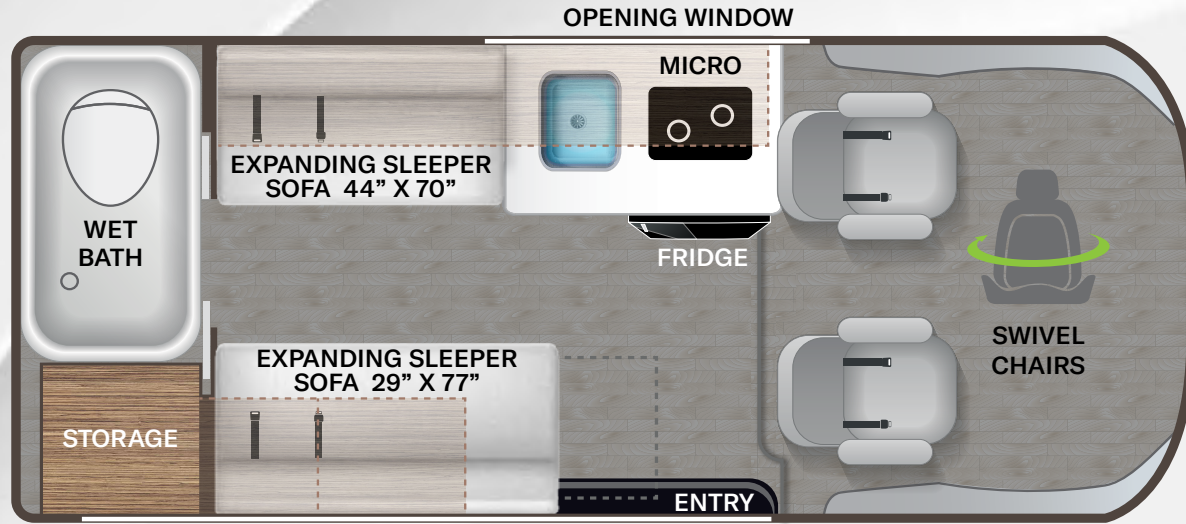 OPENING WINDOW
MICRO
EXPANDING SLEEPER
SOFA 44” X 70”
WET
BATH
FRIDGE
SWIVEL
CHAIRS
EXPANDING SLEEPER
SOFA 29” X 77”
STORAGE
ENTRY